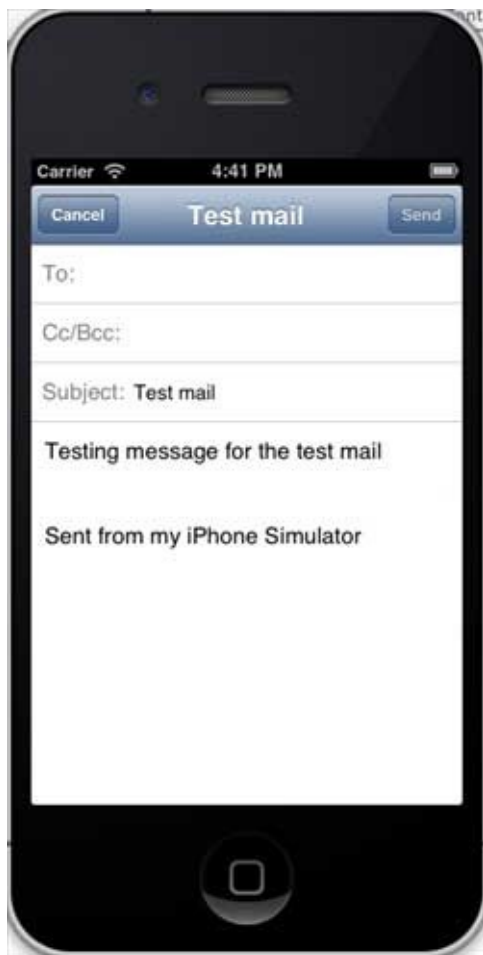 Carrier 4:41 PM
Cancel Test mail Send
To:
Cc/Bcc:
Subject: Test mail
Testing message for the test mail
Sent from my iPhone Simulator